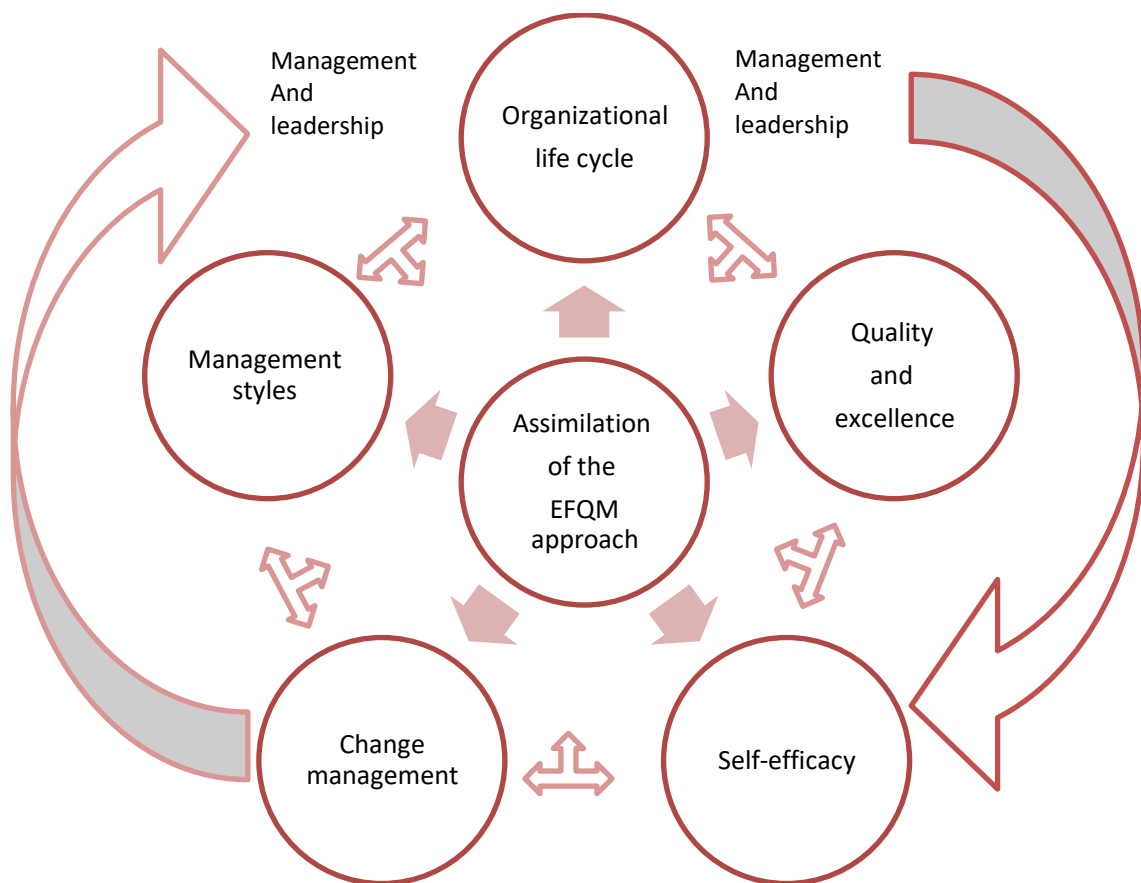 Management
And
leadership
Organizational
life cycle
Management
And
leadership
Management
styles
Quality
and
excellence
Assimilation
of the
EFQM
approach
Change
management
Self-efficacy